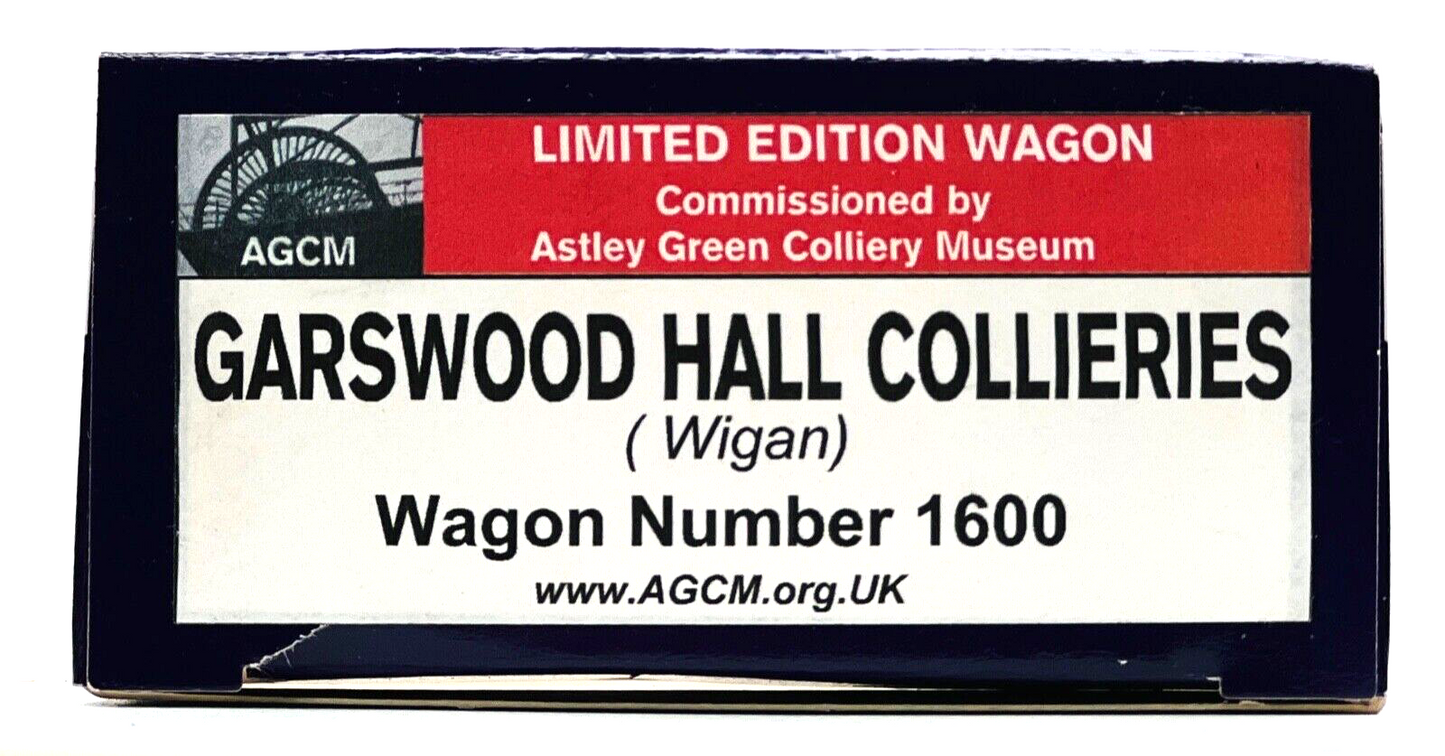 AGCM
LIMITED EDITION WAGON
Commissioned by
Astley Green Colliery Museum
GARSWOOD HALL COLLIERIES
( Wigan)
Wagon Number 1600
www.AGCM.org.UK